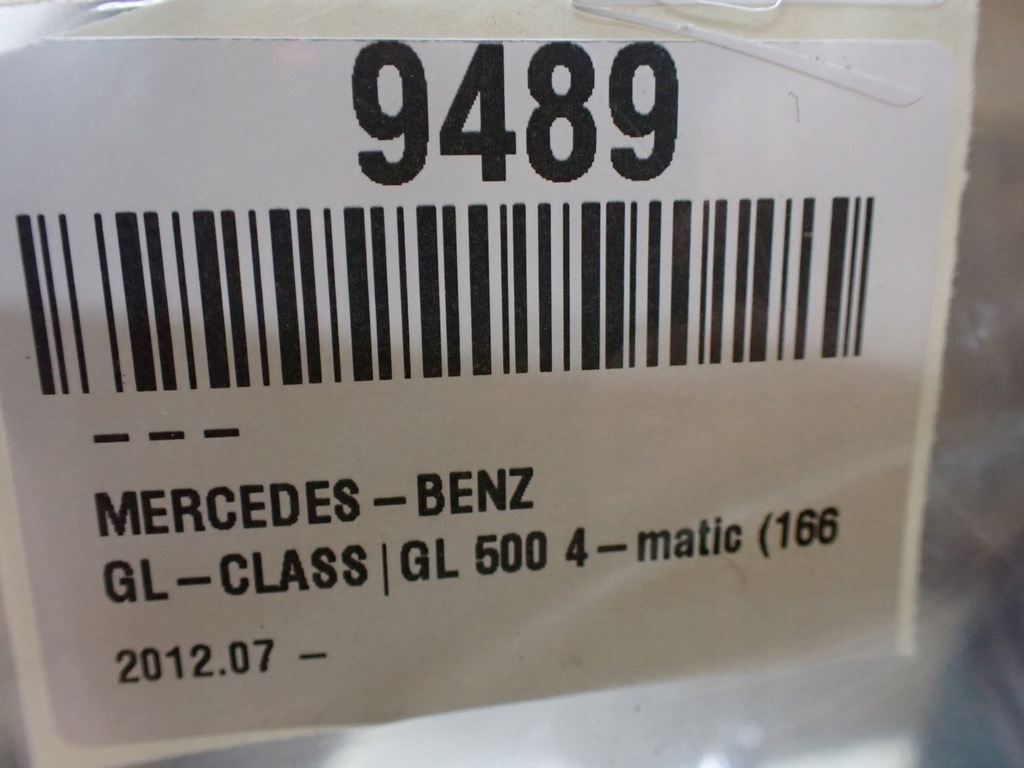 9489
– – –
MERCEDES–BENZ
GL–CLASS|GL 500 4–matic (166
2012.07 –